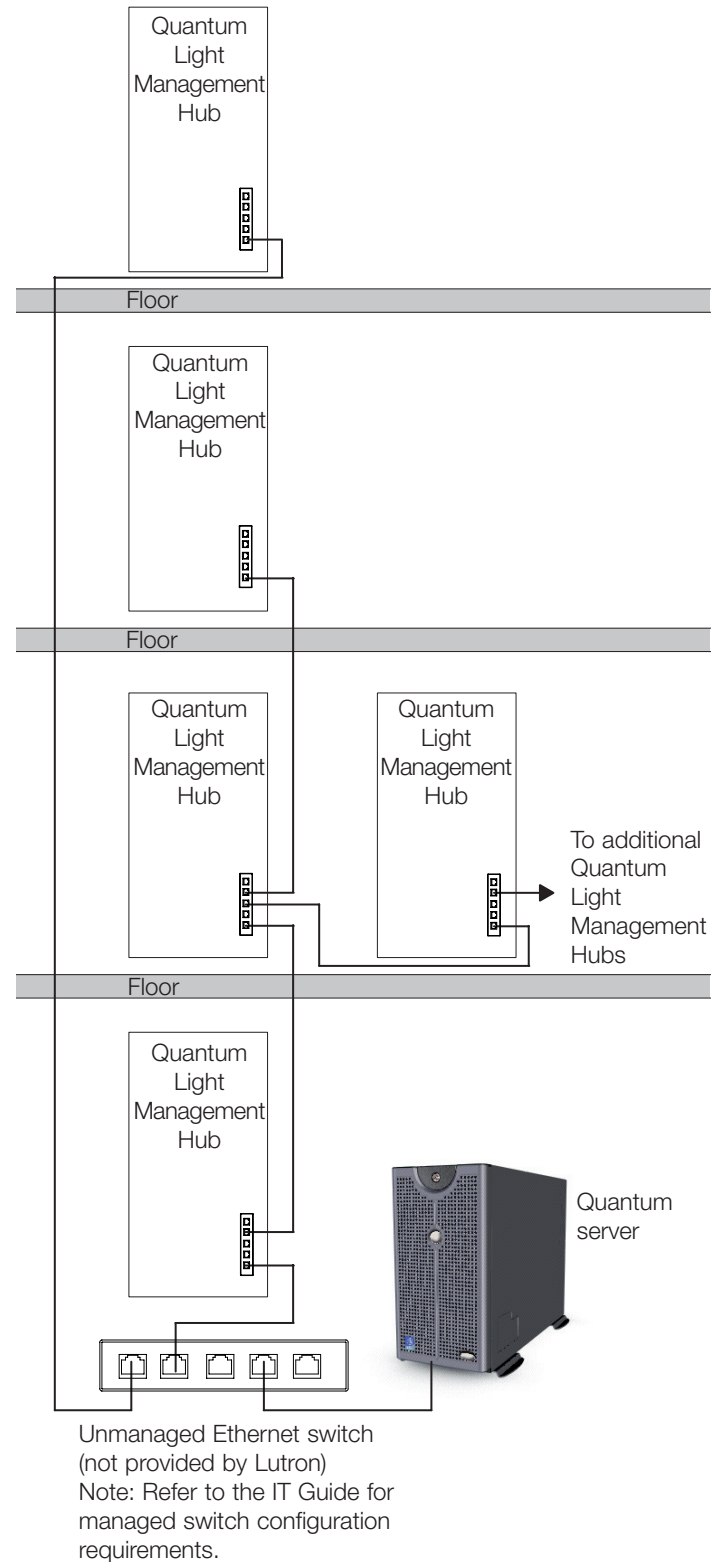 Quantum
Light
Management
Hub
Floor
Quantum
Light
Management
Hub
Floor
Quantum
Light
Management
Hub
Quantum
Light
Management
Hub
To additional
Quantum
Light
Management
Hubs
Floor
Quantum
Light
Management
Hub
Quantum
server
Unmanaged Ethernet switch
(not provided by Lutron)
Note: Refer to the IT Guide for
managed switch configuration
requirements.